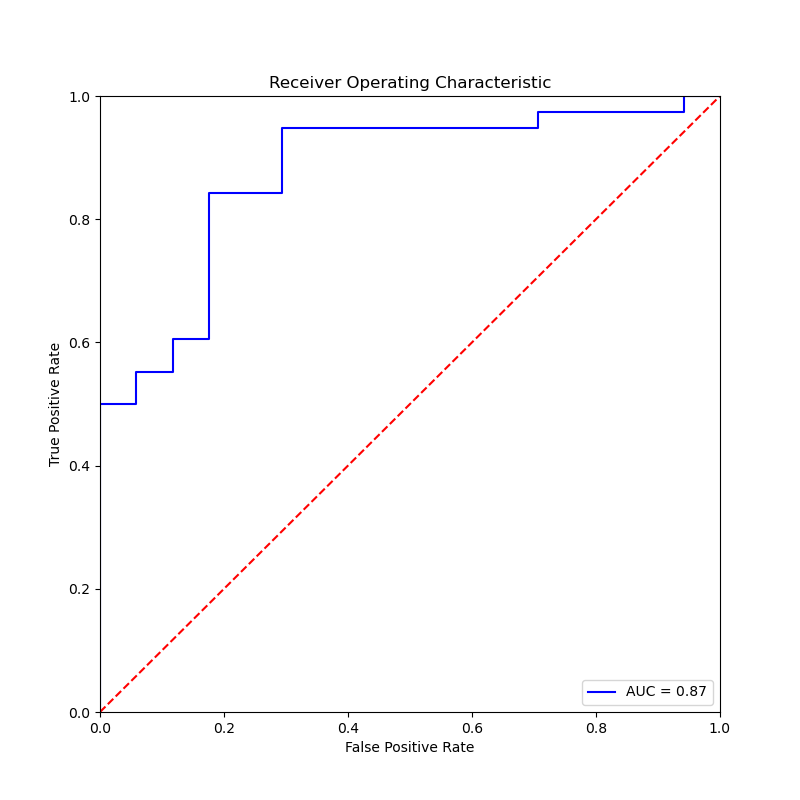 Receiver Operating Characteristic
1.0
0.8
0.6
0.4
0.2
0.0
True Positive Rate
AUC = 0.87
0.0 0.2 0.4 0.6 0.8 1.0
False Positive Rate